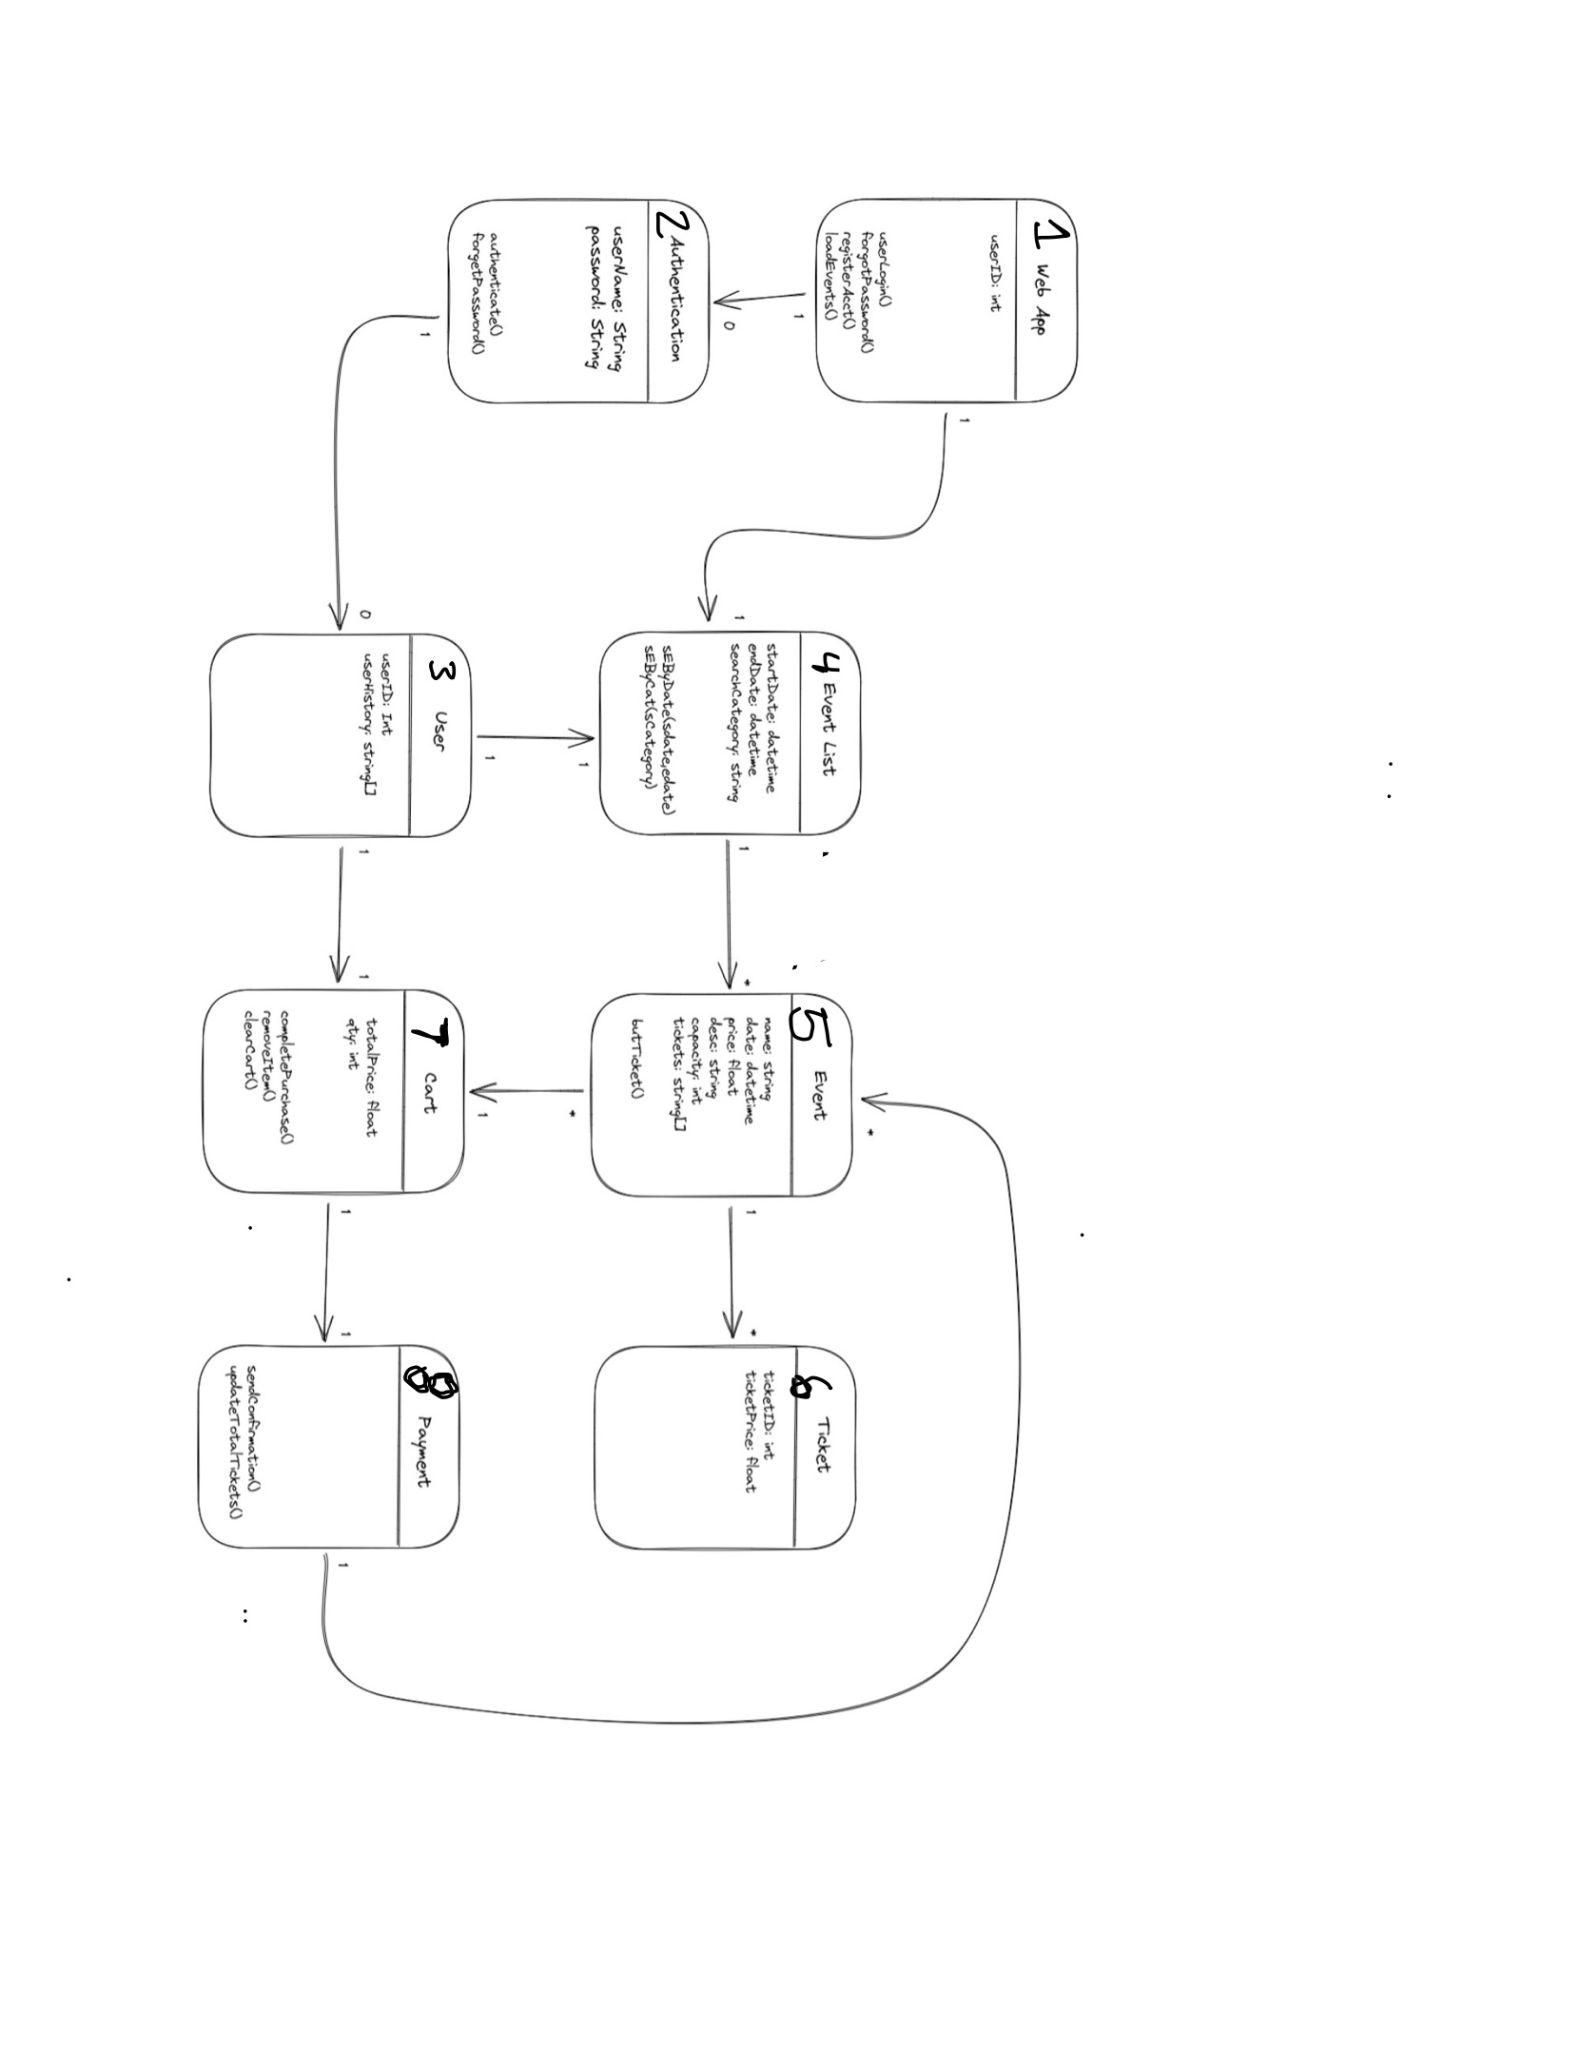 1 Web App
userID: int
userLogin()
forgotPassword()
registerAcct()
loadEvents()
1
1
0
2 Authentication
userName: String
password: String
authenticate()
forgetPassword()
1
1
4 Event List
startDate: datetime
endDate: datetime
searchCategory: string
sEByDate(sdate,edate)
sEByCat(sCategory)
1
1
1
0
3 User
userID: Int
userHistory: string[]
1
*
5 Event
name: string
date: datetime
price: float
desc: string
capacity: int
tickets: string[]
butTicket()
*
1
*
1
1
7 Cart
totalPrice: float
qty: int
completePurchase()
removeItem()
clearCart()
1
*
6 Ticket
ticketID: int
ticketPrice: float
1
8 Payment
sendConfirmation()
updateTotalTickets()
1